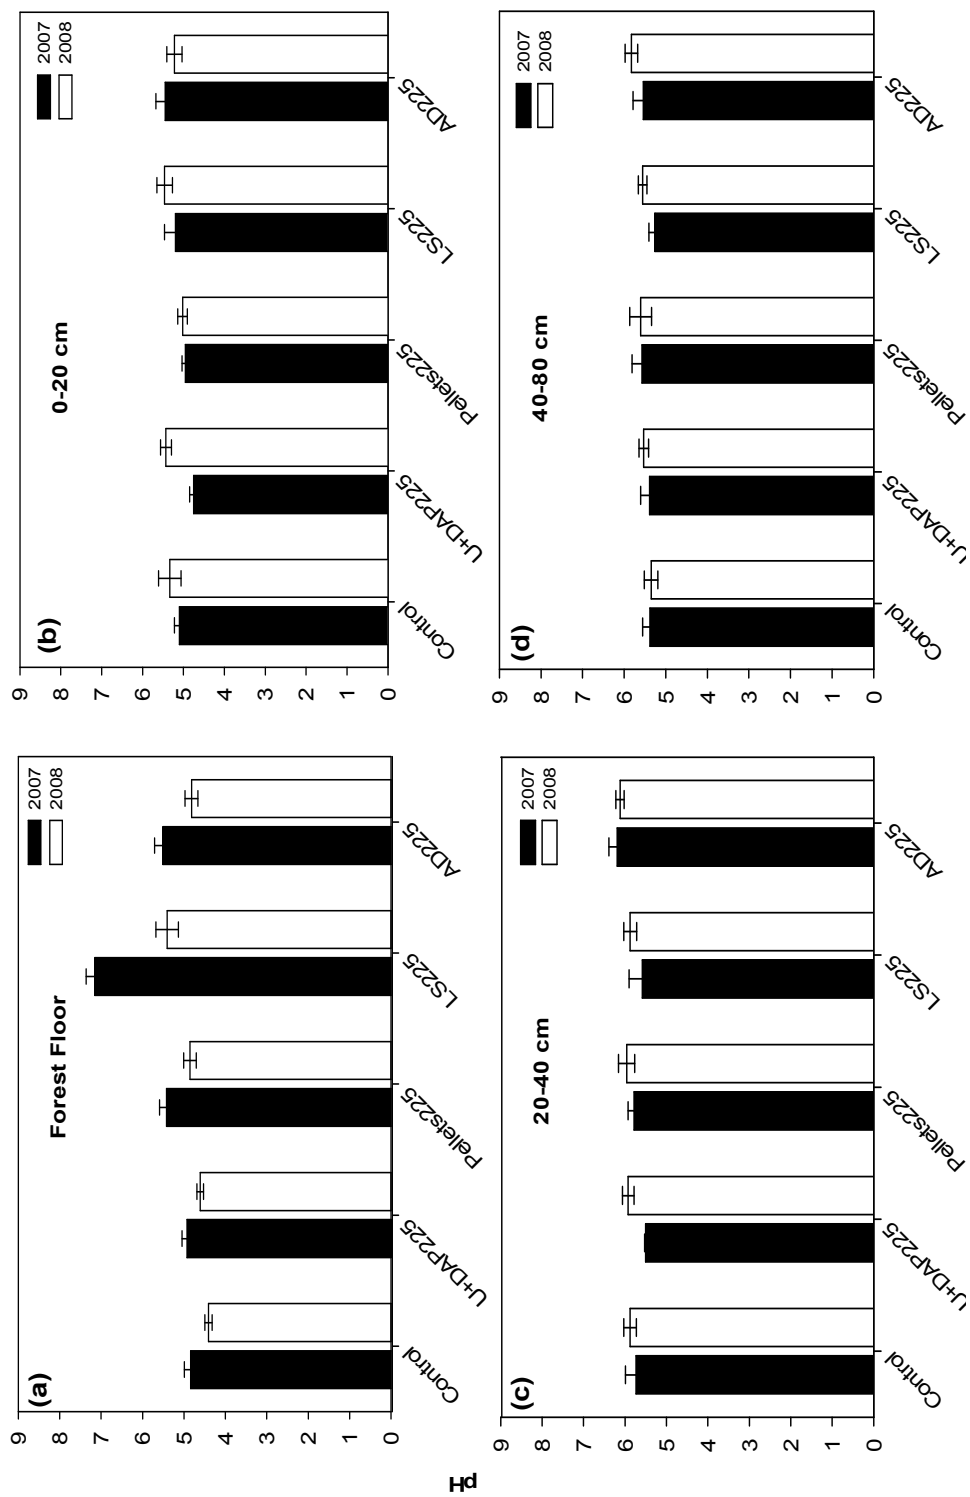 pH
(a)
Forest Floor
2007
2008
9
8
7
6
5
4
3
2
1
0
Control
U+DAP225
Pellets225
LS225
AD225
(b)
0-20 cm
2007
2008
9
8
7
6
5
4
3
2
1
0
Control
U+DAP225
Pellets225
LS225
AD225
(c)
20-40 cm
2007
2008
9
8
7
6
5
4
3
2
1
0
Control
U+DAP225
Pellets225
LS225
AD225
(d)
40-80 cm
2007
2008
9
8
7
6
5
4
3
2
1
0
Control
U+DAP225
Pellets225
LS225
AD225